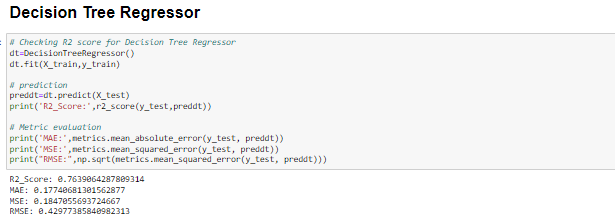 Decision Tree Regressor
# Checking R2 score for Decision Tree Regressor
dt=DecisionTreeRegressor()
dt.fit(X_train,y_train)
# prediction
preddt=dt.predict(X_test)
print('R2_Score:',r2_score(y_test,preddt))
# Metric evaluation
print('MAE:',metrics.mean_absolute_error(y_test, preddt))
print('MSE:',metrics.mean_squared_error(y_test, preddt))
print("RMSE:",np.sqrt(metrics.mean_squared_error(y_test, preddt)))
R2_Score: 0.7639064287809314
MAE: 0.17740681301562877
MSE: 0.1847055693724667
RMSE: 0.42977385840982313